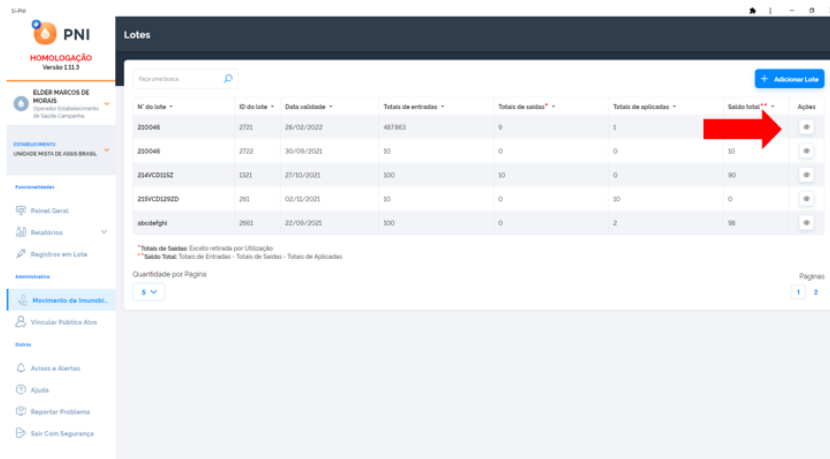 SI-PNI
PNI
HOMOLOGAÇÃO
Versão 1.11.3
ELDER MARCOS DE
MORAIS
Operador Estabelecimento
de Saúde Campanha
ESTABELECIMENTO
UNIDADE MISTA DE ASSIS BRASIL
Funcionalidades
Painel Geral
Relatórios
Registros em Lote
Administrativo
Movimento de Imunobi...
Vincular Público Alvo
Outros
Avisos e Alertas
Ajuda
Reportar Problema
Sair Com Segurança
Lotes
Faça uma busca.
+ Adicionar Lote
N° do lote ID do lote Data validade Totais de entradas Totais de saídas* Totais de aplicadas Saldo total** Ações
210046 2721 28/02/2022 487863 9 1
210046 2722 30/09/2021 10 0 0 10
214VCD115Z 1321 27/10/2021 100 10 0 90
215VCD129ZD 261 02/11/2021 10 0 10 0
abcdefghi 2661 22/09/2021 100 0 2 98
*Totais de Saídas: Exceto retirada por Utilização
**Saldo Total: Totais de Entradas - Totais de Saídas - Totais de Aplicadas
Quantidade por Página
5
Páginas
1 2